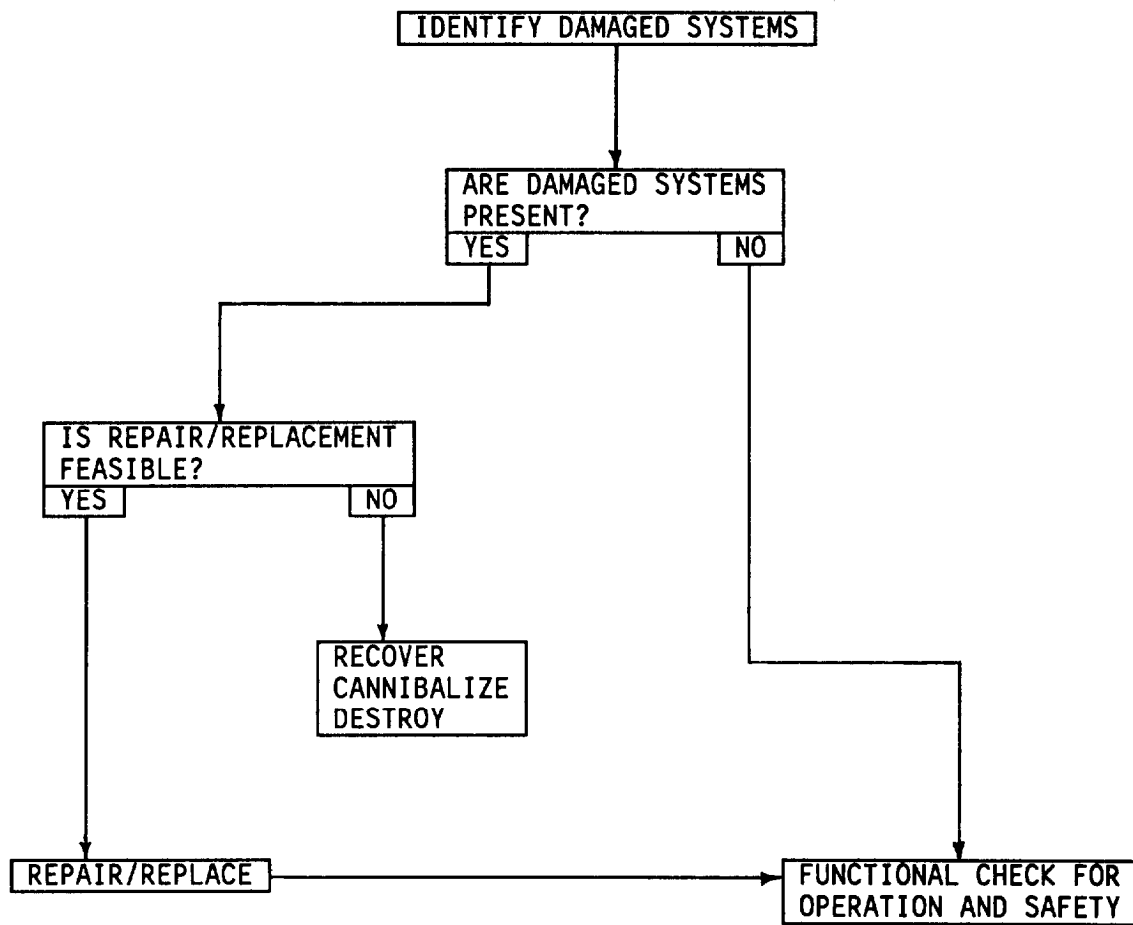 IDENTIFY DAMAGED SYSTEMS
ARE DAMAGED SYSTEMS
PRESENT?
YES
NO
IS REPAIR/REPLACEMENT
FEASIBLE?
YES
NO
RECOVER
CANNIBALIZE
DESTROY
REPAIR/REPLACE
FUNCTIONAL CHECK FOR
OPERATION AND SAFETY